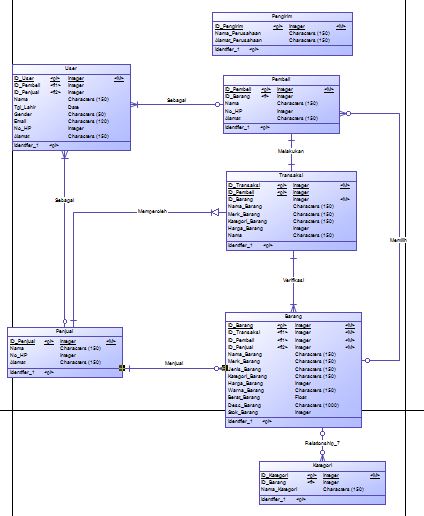 Pengirim
ID_Pengirim <pi> Integer <M>
Nama_Perusahaan Characters (150)
Alamat_Perusahaan Characters (150)
Identifier_1 <pi>
User
ID_User <pi> Integer <M>
ID_Pembeli <fi1> Integer
ID_Penjual <fi2> Integer
Nama Characters (150)
Tgl_Lahir Date
Gender Characters (50)
Email Characters (100)
No_HP Integer
Alamat Characters (150)
Identifier_1 <pi>
Sebagai
Pembeli
ID_Pembeli <pi> Integer <M>
ID_Barang <fi> Integer
Nama Characters (150)
No_HP Integer
Alamat Characters (150)
Identifier_1 <pi>
Melakukan
Transaksi
ID_Transaksi <pi> Integer <M>
ID_Pembeli <pi> Integer
ID_Barang Integer <M>
Nama_Barang Characters (150)
Merk_Barang Characters (150)
Kategori_Barang Characters (150)
Harga_Barang Integer
Nama Characters (150)
Identifier_1 <pi>
Sebagai
Memperoleh
Memilih
Verifikasi
Penjual
ID_Penjual <pi> Integer <M>
Nama Characters (150)
No_HP Integer
Alamat Characters (150)
Identifier_1 <pi>
Menjual
Barang
ID_Barang <pi> Integer <M>
ID_Transaksi <fi1> Integer
ID_Pembeli <fi1> Integer
ID_Penjual <fi2> Integer
Nama_Barang Characters (150)
Merk_Barang Characters (150)
Jenis_Barang Characters (150)
Kategori_Barang Characters (150)
Harga_Barang Integer
Warna_Barang Characters (150)
Berat_Barang Float
Desc_Barang Characters (1000)
Stok_Barang Integer
Identifier_1 <pi>
Relationship_7
Kategori
ID_Kategori <pi> Integer <M>
ID_Barang <fi> Integer
Nama_Kategori Characters (150)
Identifier_1 <pi>